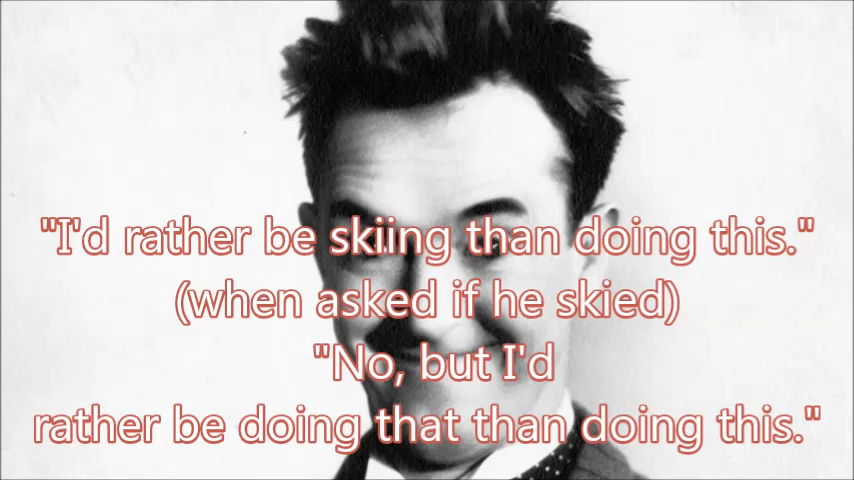 "I'd rather be skiing than doing this."
(when asked if he skied)
"No, but I'd
rather be doing that than doing this."